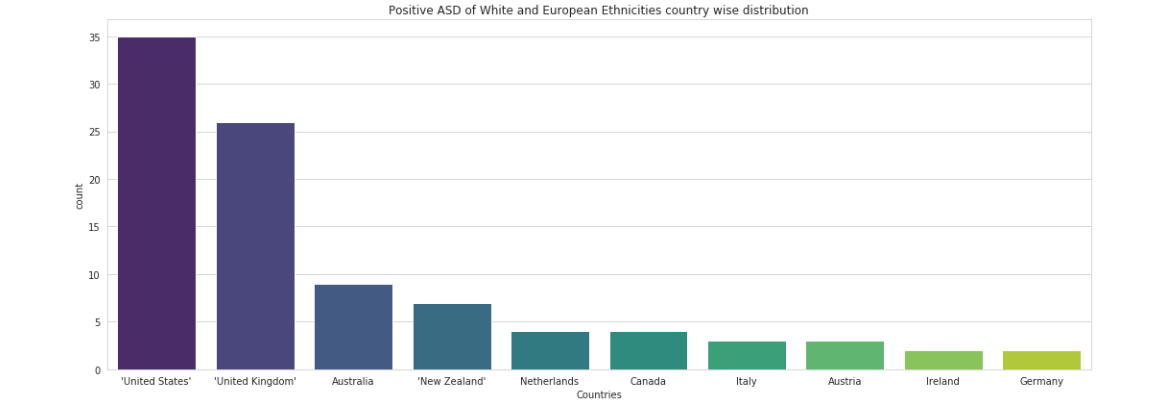 Positive ASD of White and European Ethnicities country wise distribution
35
30
25
20
15
10
5
0
count
'United States' 'United Kingdom' Australia 'New Zealand' Netherlands Canada Italy Austria Ireland Germany
Countries